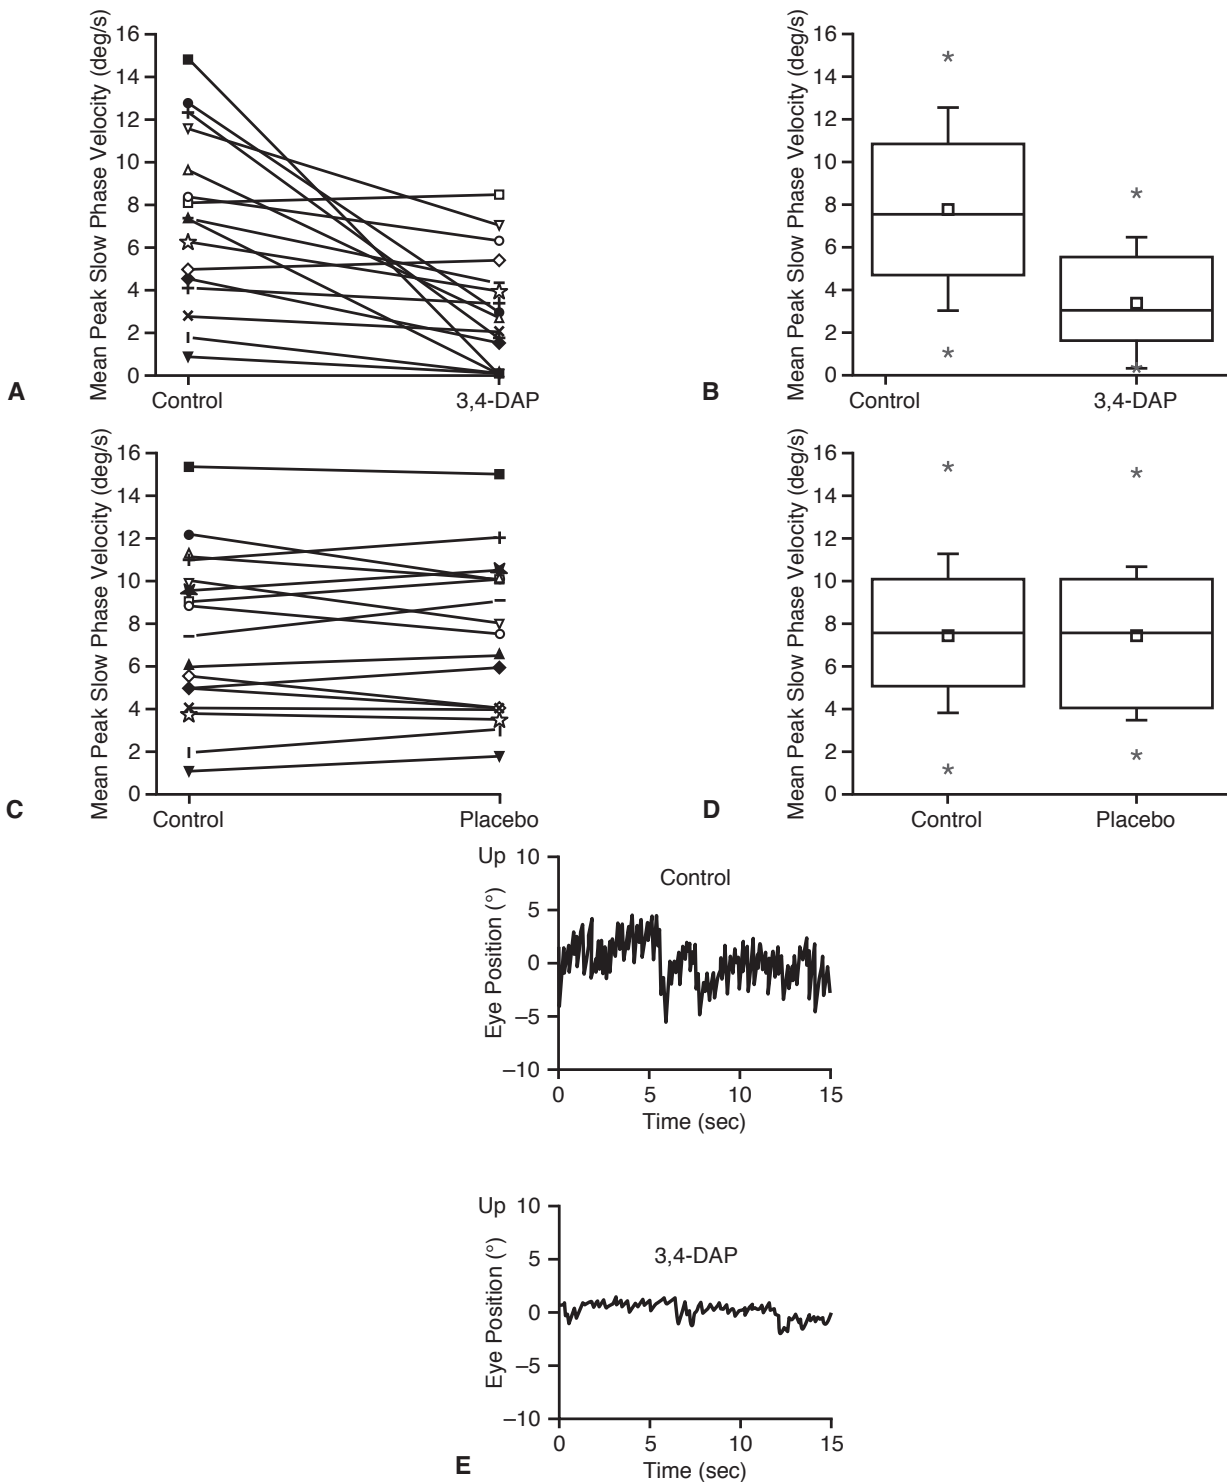 Mean Peak Slow Phase Velocity (deg/s)
16
14
12
10
8
6
4
2
0
Control
3,4-DAP
A
Mean Peak Slow Phase Velocity (deg/s)
16
14
12
10
8
6
4
2
0
Control
3,4-DAP
B
Mean Peak Slow Phase Velocity (deg/s)
16
14
12
10
8
6
4
2
0
Control
Placebo
C
Mean Peak Slow Phase Velocity (deg/s)
16
14
12
10
8
6
4
2
0
Control
Placebo
D
Up 10
Control
5
0
–5
–10
Eye Position (°)
0 5 10 15
Time (sec)
Up 10
3,4-DAP
5
0
–5
–10
Eye Position (°)
0 5 10 15
Time (sec)
E